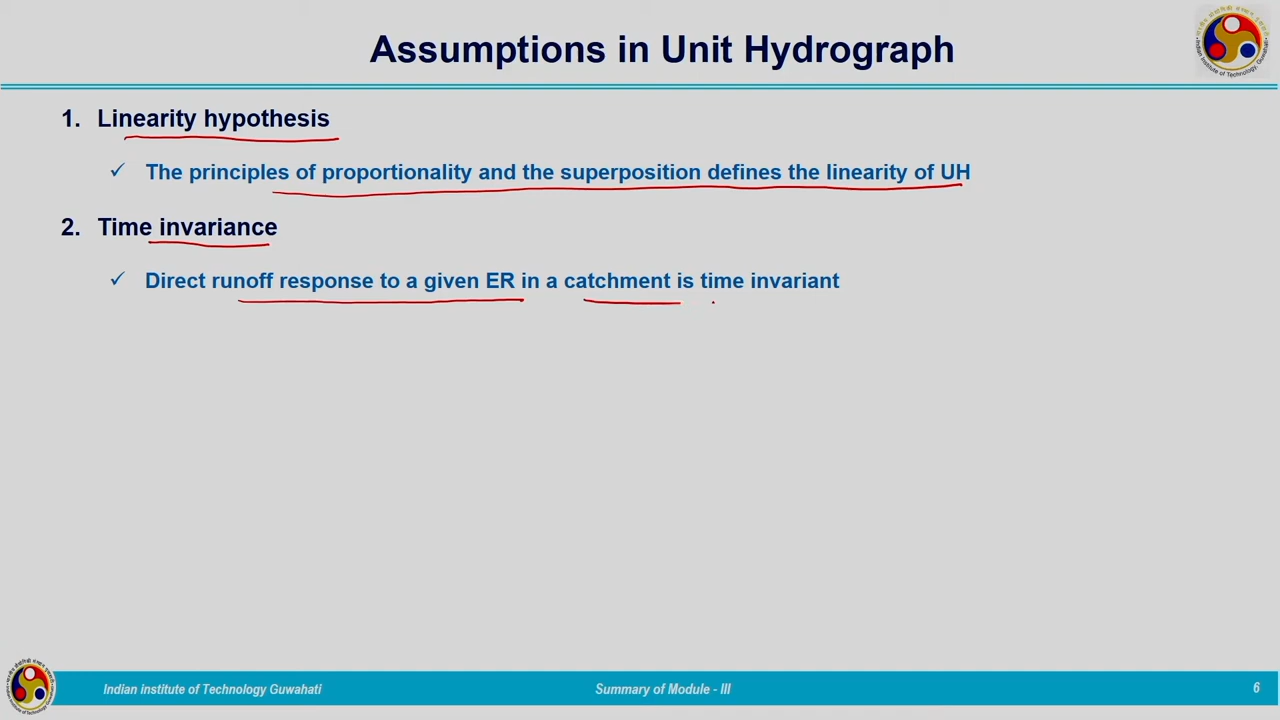 Assumptions in Unit Hydrograph
1. Linearity hypothesis
✓ The principles of proportionality and the superposition defines the linearity of UH
2. Time invariance
✓ Direct runoff response to a given ER in a catchment is time invariant
Indian institute of Technology Guwahati
Summary of Module - III
6